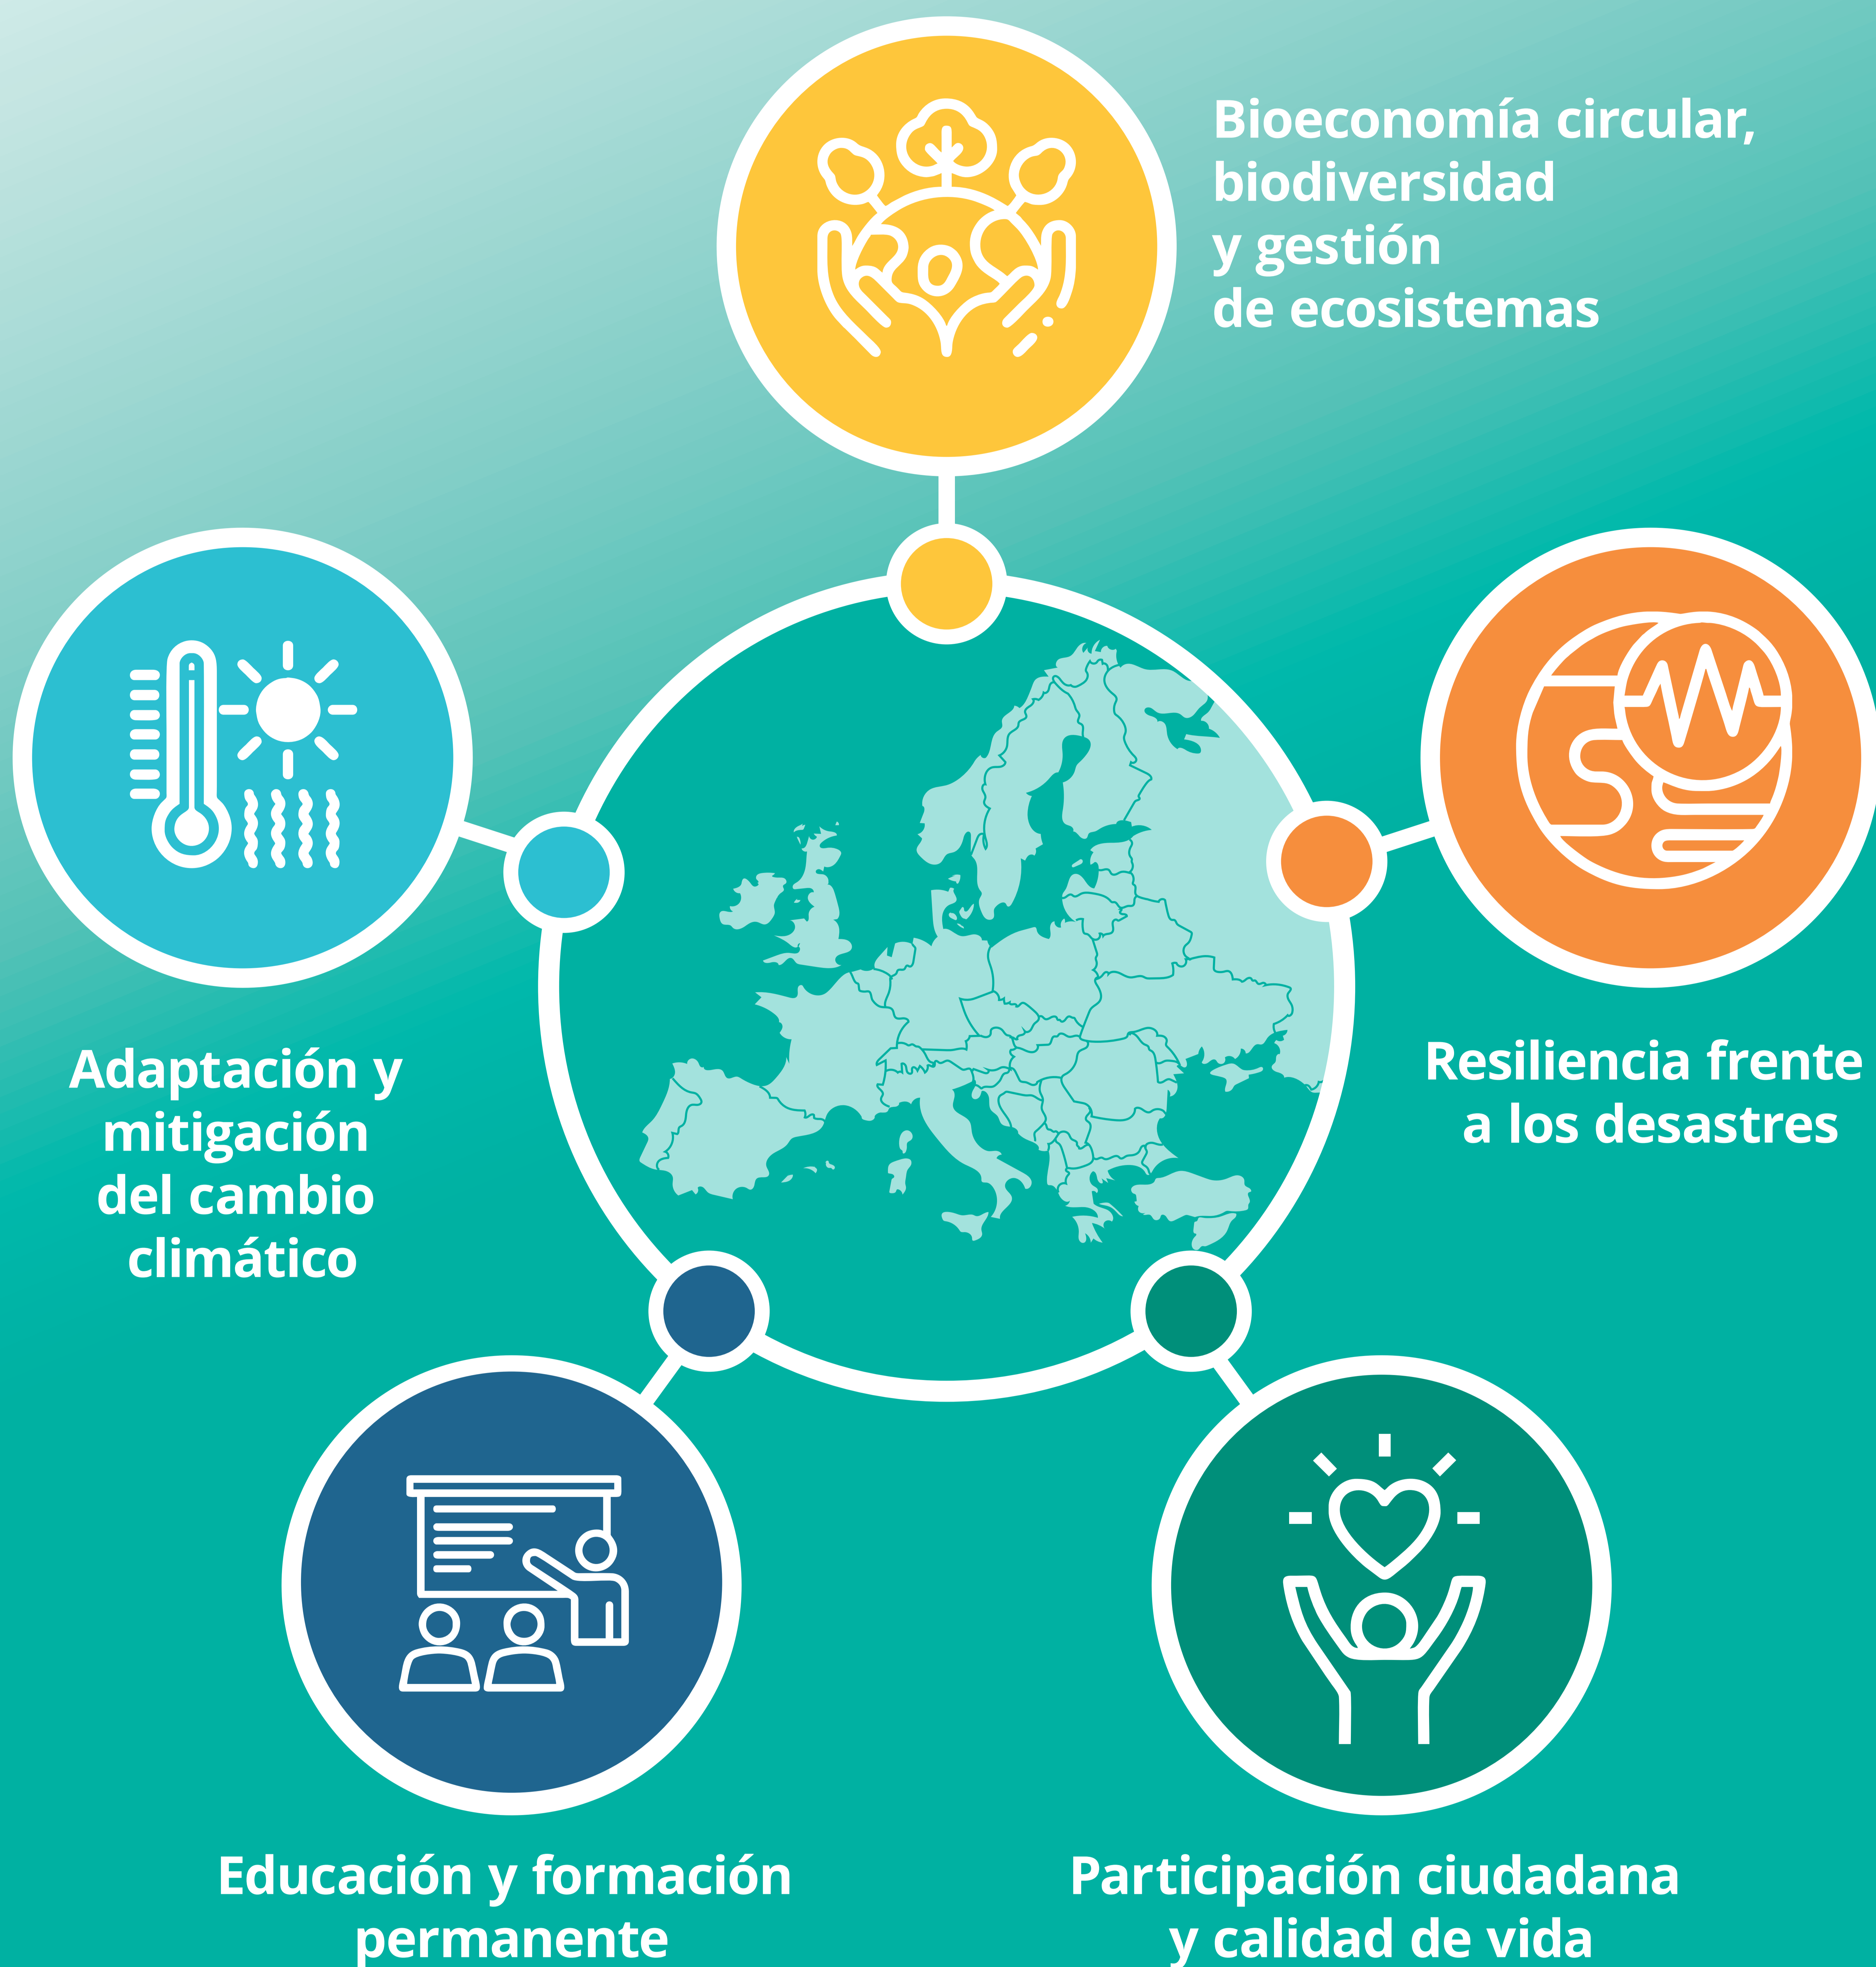 Bioeconomía circular,
biodiversidad
y gestión
de ecosistemas
Adaptación y
mitigación
del cambio
climático
Resiliencia frente
a los desastres
Educación y formación
permanente
Participación ciudadana
y calidad de vida